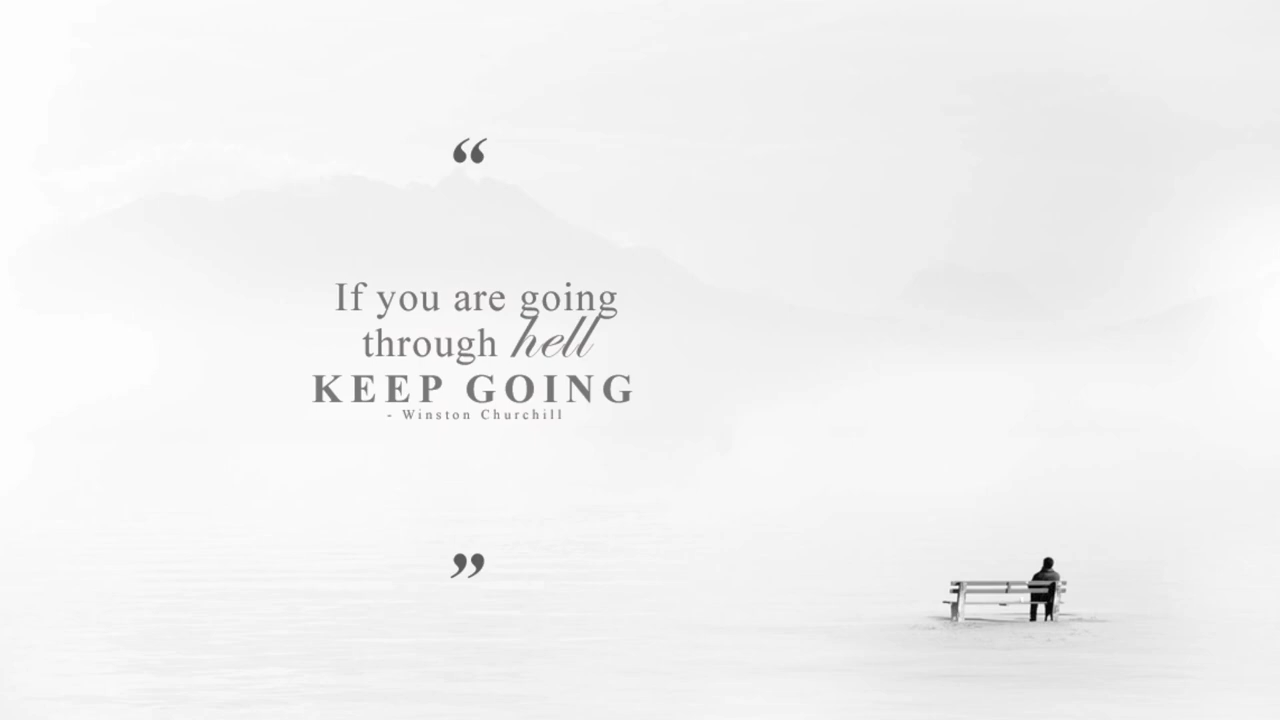 “
If you are going
through hell
KEEP GOING
- Winston Churchill
”